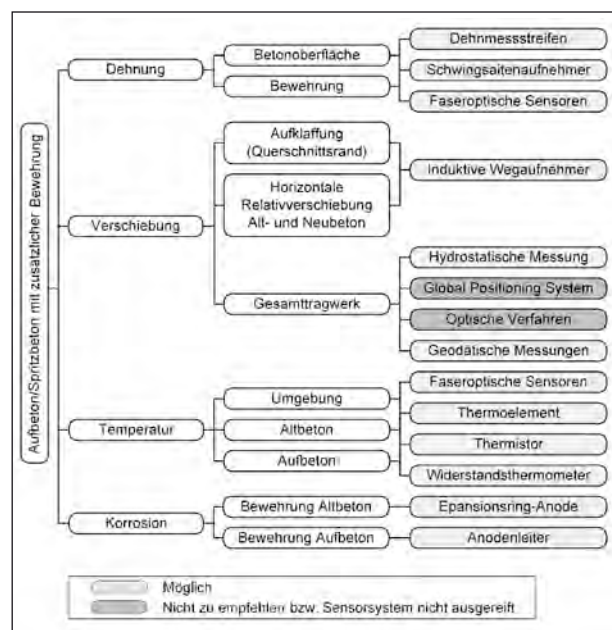 Aufbeton/Spritzbeton mit zusätzlicher Bewehrung
Dehnung
Betonoberfläche
Bewehrung
Dehnmessstreifen
Schwingsaitenaufnehmer
Faseroptische Sensoren
Verschiebung
Aufklaffung
(Querschnittsrand)
Horizontale
Relativverschiebung
Alt- und Neubeton
Induktive Wegaufnehmer
Gesamttragwerk
Hydrostatische Messung
Global Positioning System
Optische Verfahren
Geodätische Messungen
Temperatur
Umgebung
Altbeton
Aufbeton
Faseroptische Sensoren
Thermoelement
Thermistor
Widerstandsthermometer
Korrosion
Bewehrung Altbeton
Epansionsring-Anode
Bewehrung Aufbeton
Anodenleiter
Möglich
Nicht zu empfehlen bzw. Sensorsystem nicht ausgereift